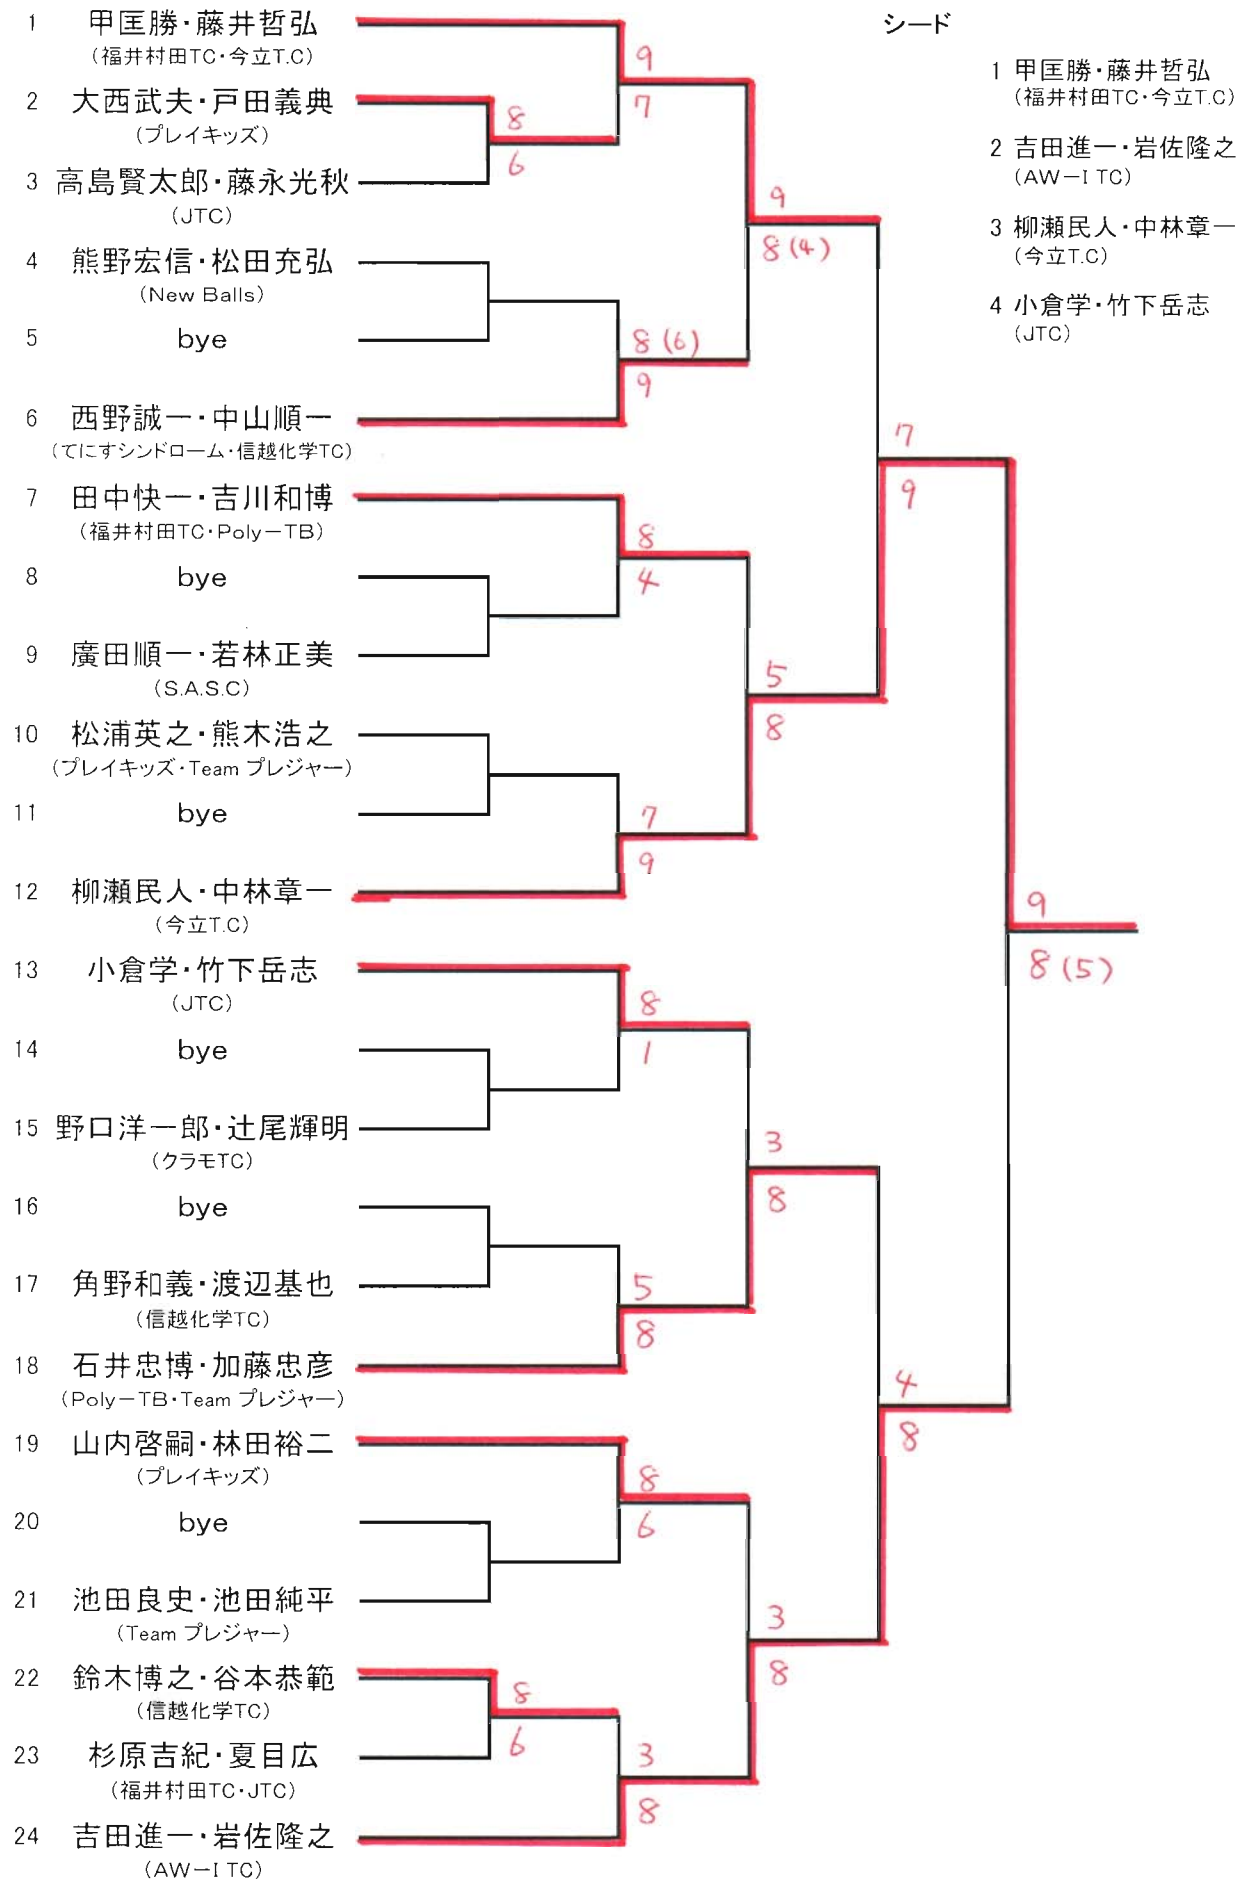 1 甲匡勝・藤井哲弘
(福井村田TC・今立T.C)
2 大西武夫・戸田義典
(プレイキッズ)
3 高島賢太郎・藤永光秋
(JTC)
4 熊野宏信・松田充弘
(New Balls)
5 bye
6 西野誠一・中山順一
(てにすシンドローム・信越化学TC)
7 田中快一・吉川和博
(福井村田TC・Poly－TB)
8 bye
9 廣田順一・若林正美
(S.A.S.C)
10 松浦英之・熊木浩之
(プレイキッズ・Team プレジャー)
11 bye
12 柳瀬民人・中林章一
(今立T.C)
13 小倉学・竹下岳志
(JTC)
14 bye
15 野口洋一郎・辻尾輝明
(クラモTC)
16 bye
17 角野和義・渡辺基也
(信越化学TC)
18 石井忠博・加藤忠彦
(Poly－TB・Team プレジャー)
19 山内啓嗣・林田裕二
(プレイキッズ)
20 bye
21 池田良史・池田純平
(Team プレジャー)
22 鈴木博之・谷本恭範
(信越化学TC)
23 杉原吉紀・夏目広
(福井村田TC・JTC)
24 吉田進一・岩佐隆之
(AW－I TC)
8
6
8
6
9
7
8 (6)
9
8
4
7
9
8
1
5
8
8
6
3
8
9
8 (4)
5
8
3
8
3
8
7
9
4
8
9
8 (5)
シード
1 甲匡勝・藤井哲弘
(福井村田TC・今立T.C)
2 吉田進一・岩佐隆之
(AW－I TC)
3 柳瀬民人・中林章一
(今立T.C)
4 小倉学・竹下岳志
(JTC)